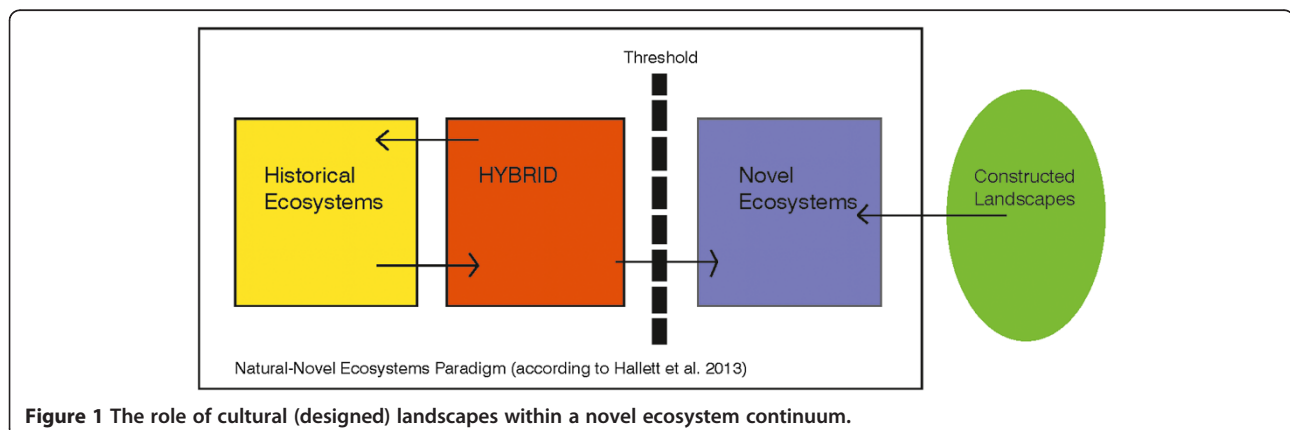 Threshold
Historical
Ecosystems
HYBRID
Novel
Ecosystems
Constructed
Landscapes
Natural-Novel Ecosystems Paradigm (according to Hallett et al. 2013)
Figure 1 The role of cultural (designed) landscapes within a novel ecosystem continuum.